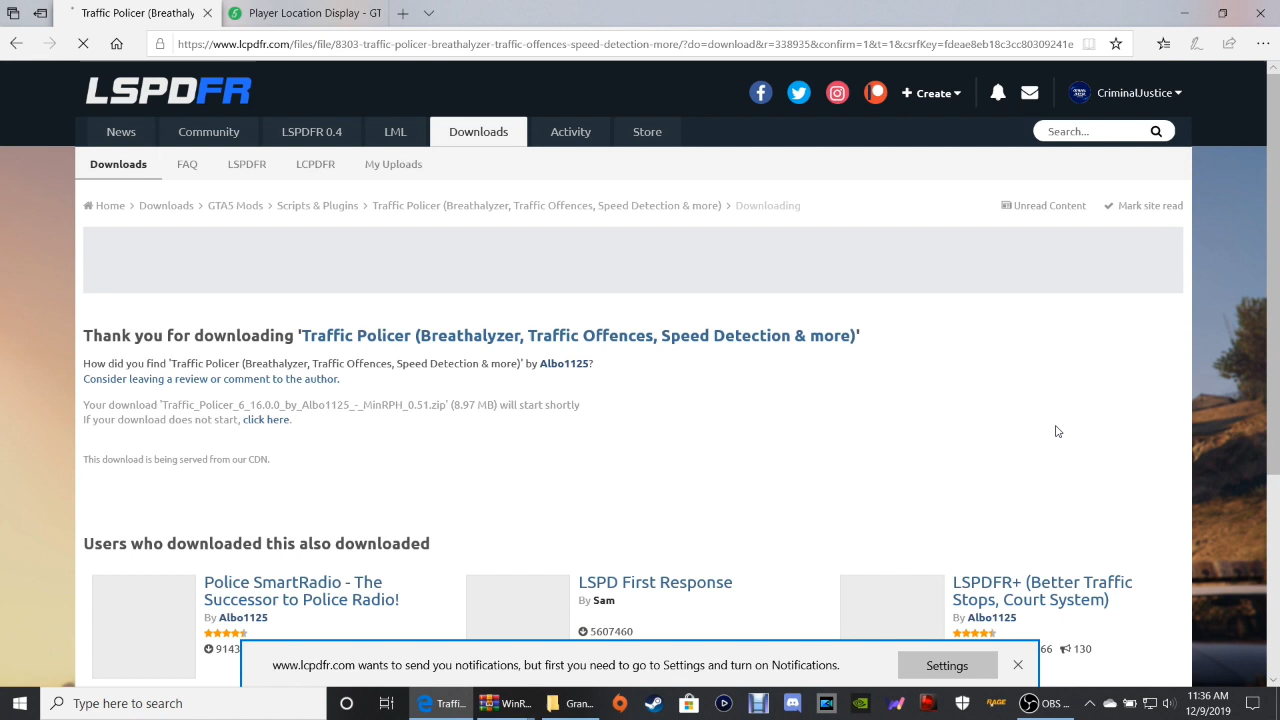 5
https://www.lcpdfr.com/files/file/8303-traffic-policer-breathalyzer-traffic-offences-speed-detection-more/?do=download&r=338935&confirm=1&t=1&csrfKey=fdeae8eb18c3cc80309241e
LSPDFR
+ Create
CriminalJustice
News Community LSPDFR 0.4 LML Downloads Activity Store
Search...
Downloads FAQ LSPDFR LCPDFR My Uploads
Home > Downloads > GTA5 Mods > Scripts & Plugins > Traffic Policer (Breathalyzer, Traffic Offences, Speed Detection & more) > Downloading
Unread Content Mark site read
Thank you for downloading 'Traffic Policer (Breathalyzer, Traffic Offences, Speed Detection & more)'
How did you find 'Traffic Policer (Breathalyzer, Traffic Offences, Speed Detection & more)' by Albo1125?
Consider leaving a review or comment to the author.
Your download 'Traffic_Policer_6_16.0.0_by_Albo1125_-_MinRPH_0.51.zip' (8.97 MB) will start shortly
If your download does not start, click here.
This download is being served from our CDN.
Users who downloaded this also downloaded
Police SmartRadio - The
Successor to Police Radio!
By Albo1125
9143
LSPD First Response
By Sam
5607460
LSPDFR+ (Better Traffic
Stops, Court System)
By Albo1125
66 130
www.lcpdfr.com wants to send you notifications, but first you need to go to Settings and turn on Notifications.
Settings
Type here to search
Traffi...
WinR...
Gran...
RAGE
OBS ...
11:36 AM
12/9/2019